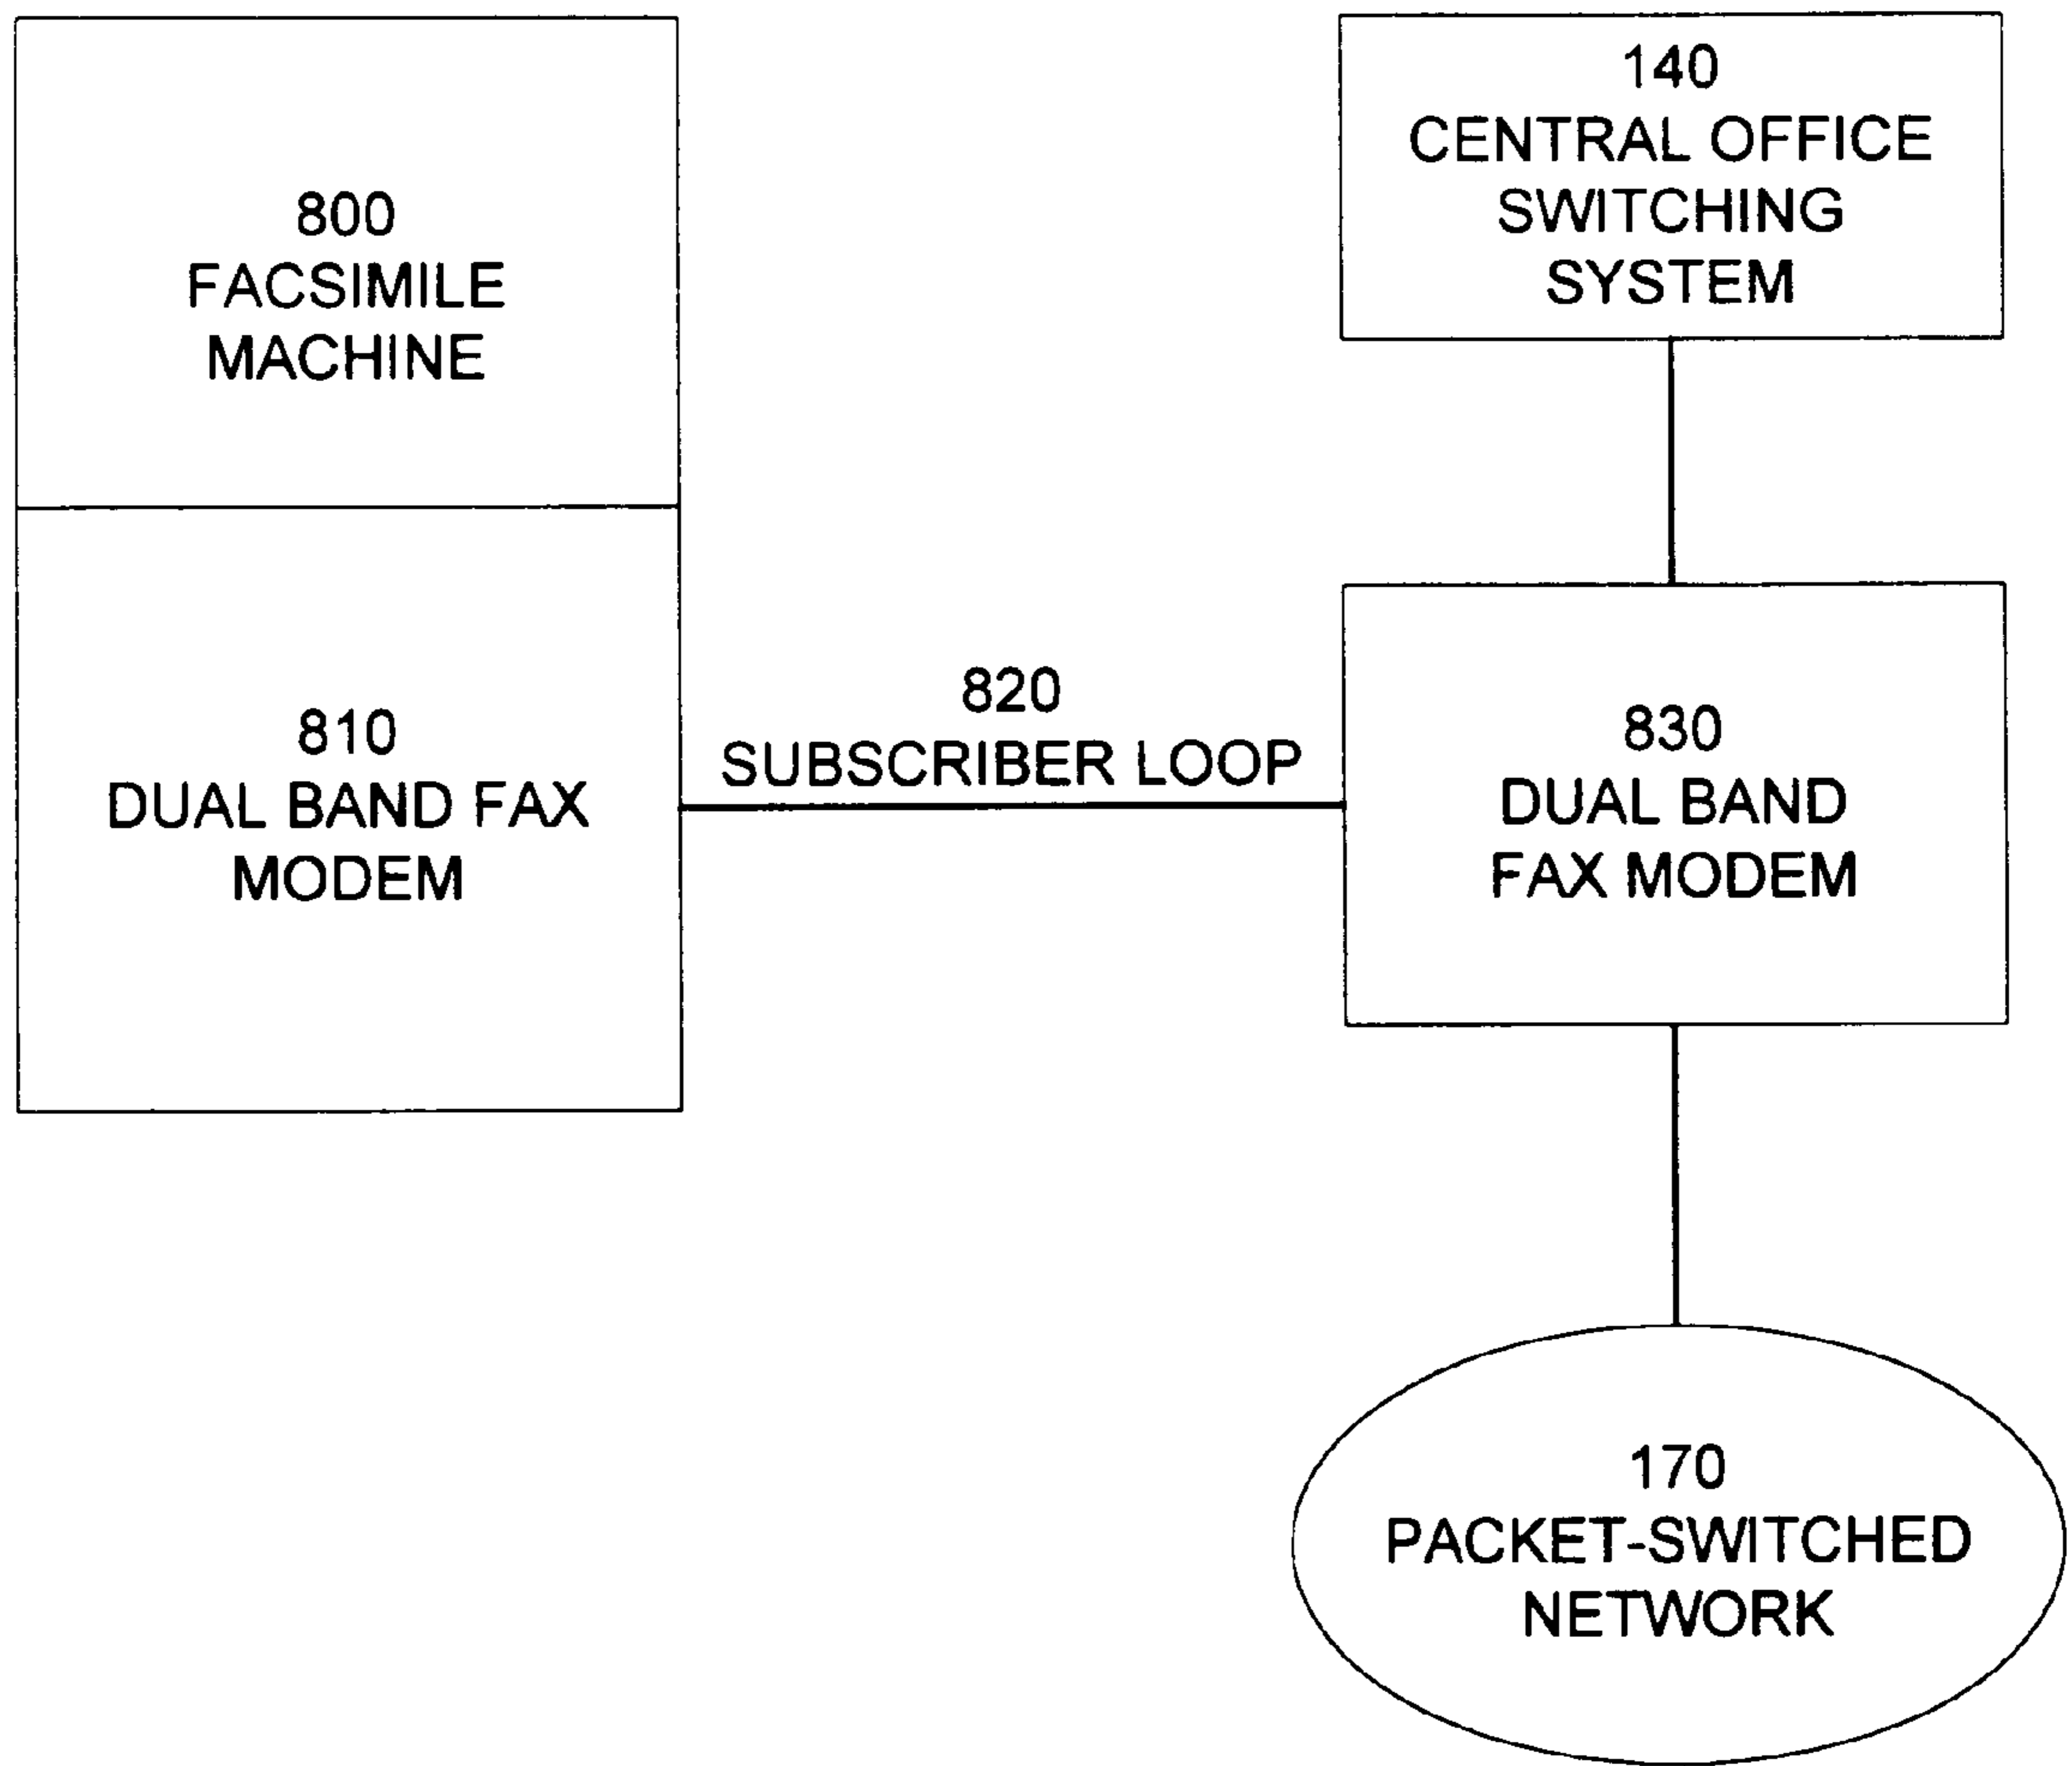 800
FACSIMILE
MACHINE
810
DUAL BAND FAX
MODEM
820
SUBSCRIBER LOOP
140
CENTRAL OFFICE
SWITCHING
SYSTEM
830
DUAL BAND
FAX MODEM
170
PACKET-SWITCHED
NETWORK